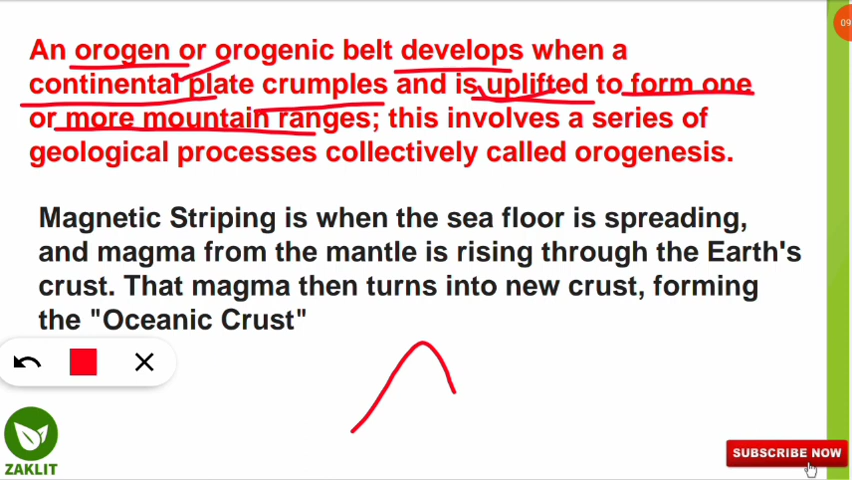 An orogen or orogenic belt develops when a
continental plate crumples and is uplifted to form one
or more mountain ranges; this involves a series of
geological processes collectively called orogenesis.
Magnetic Striping is when the sea floor is spreading,
and magma from the mantle is rising through the Earth's
crust. That magma then turns into new crust, forming
the "Oceanic Crust"
ZAKLIT
SUBSCRIBE NOW
09